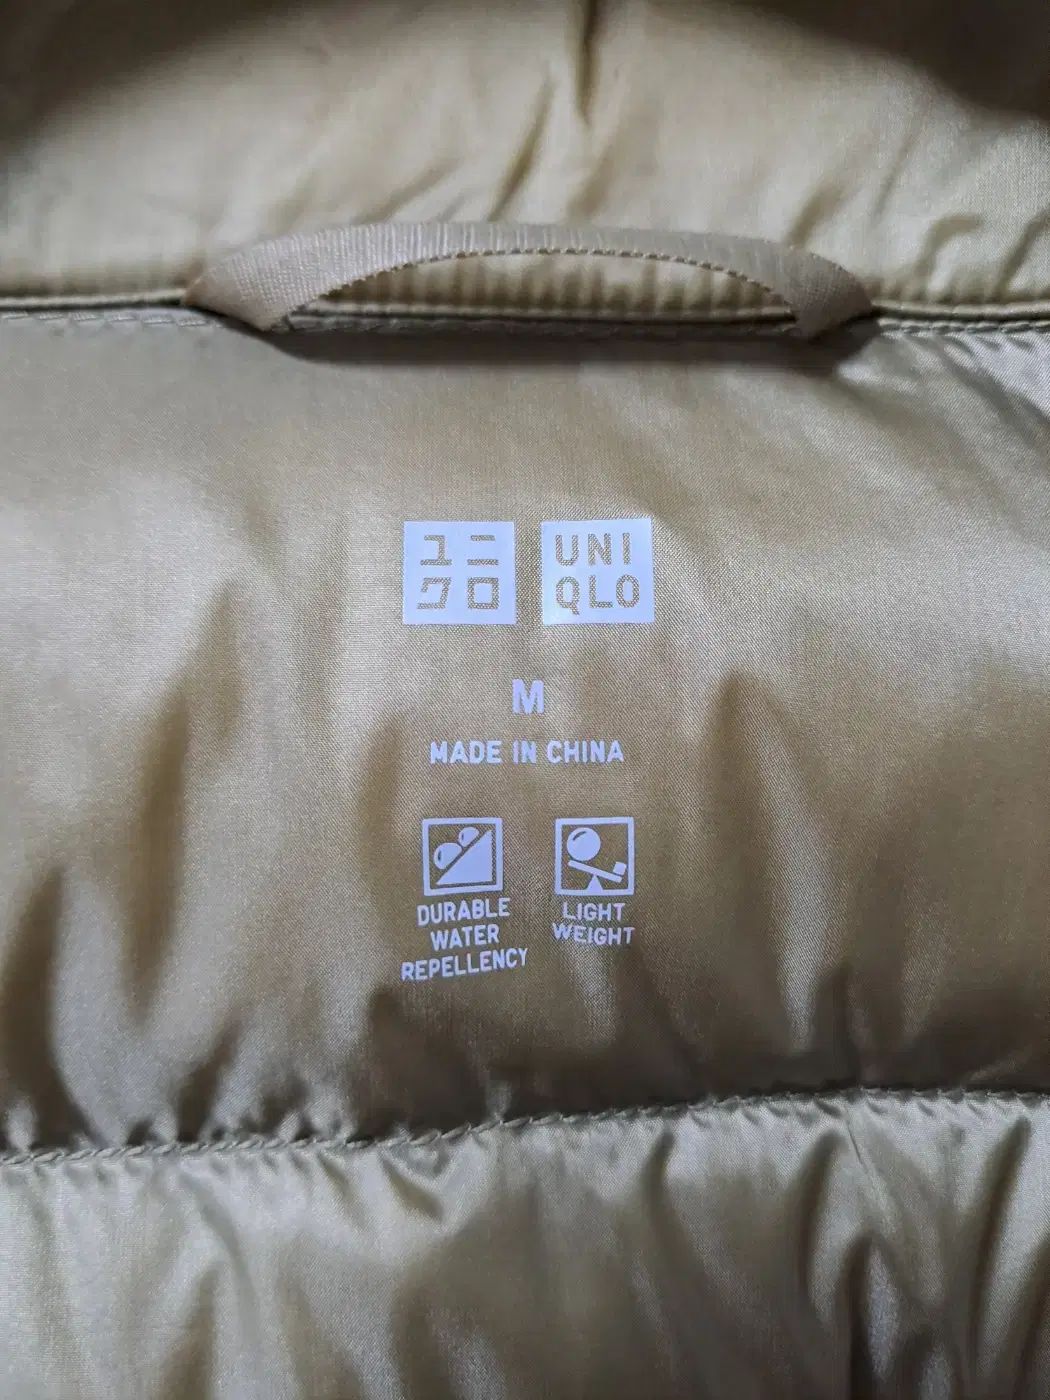 ユニ
クロ
UNI
QLO
M
MADE IN CHINA
DURABLE
WATER
REPELLENCY
LIGHT
WEIGHT